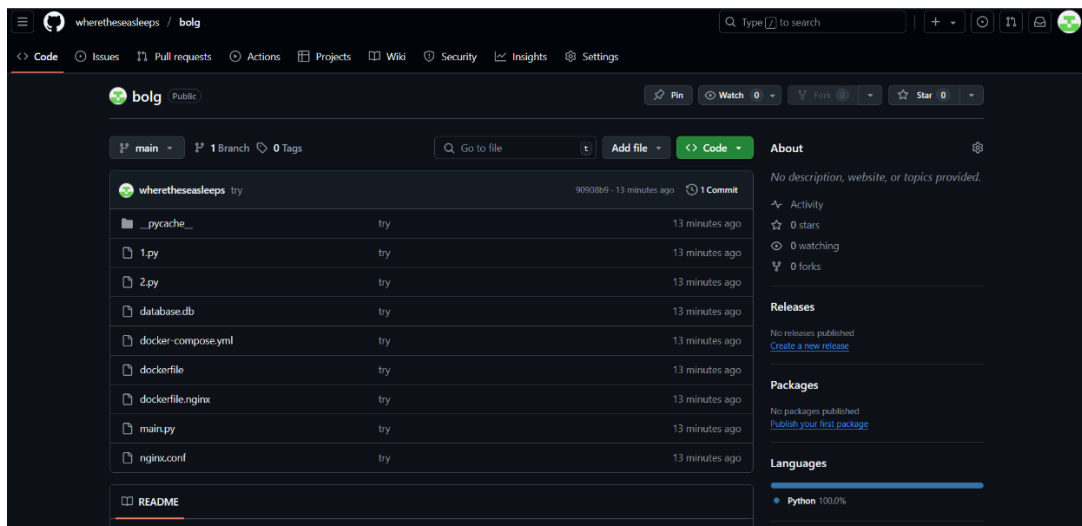 wheretheseasleeps / bolg
Type / to search
Code Issues Pull requests Actions Projects Wiki Security Insights Settings
bolg Public
Pin Watch 0 Fork 0 Star 0
main 1 Branch 0 Tags Go to file t Add file Code
wheretheseasleeps try 90908b9 · 13 minutes ago 1 Commit
__pycache__ try 13 minutes ago
1.py try 13 minutes ago
2.py try 13 minutes ago
database.db try 13 minutes ago
docker-compose.yml try 13 minutes ago
dockerfile try 13 minutes ago
dockerfile.nginx try 13 minutes ago
main.py try 13 minutes ago
nginx.conf try 13 minutes ago
README
About
No description, website, or topics provided.
Activity
0 stars
0 watching
0 forks
Releases
No releases published
Create a new release
Packages
No packages published
Publish your first package
Languages
Python 100.0%